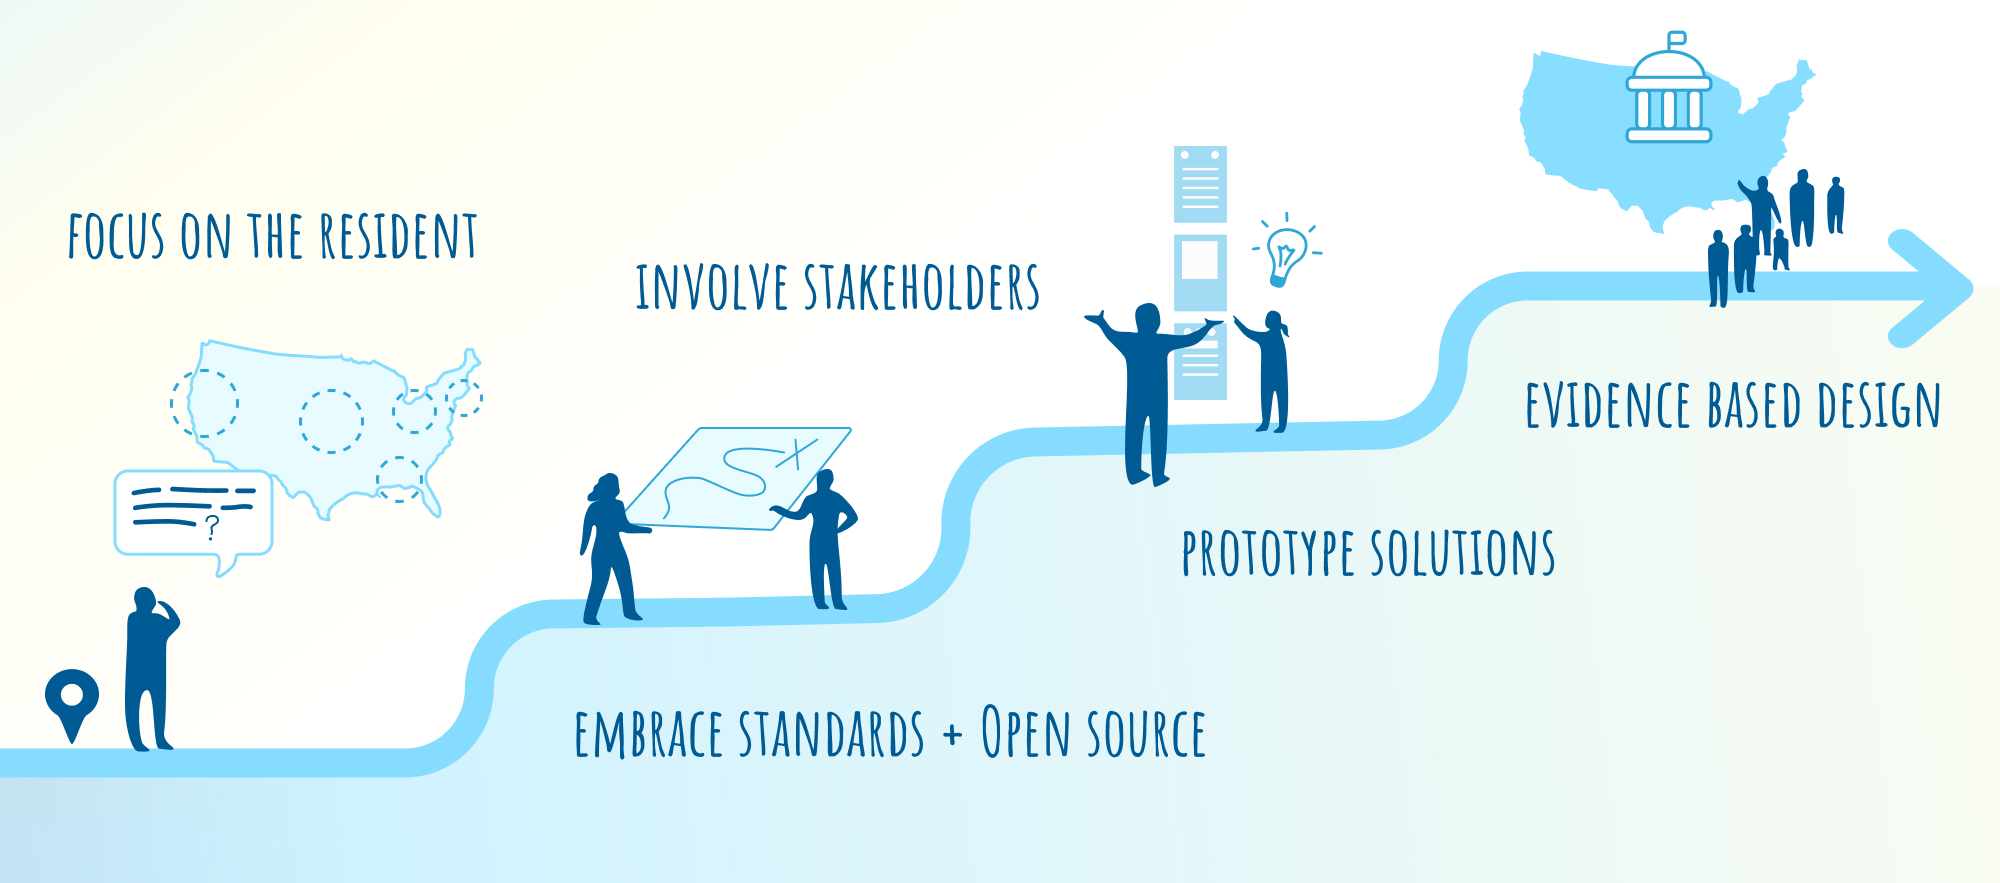 FOCUS ON THE RESIDENT
INVOLVE STAKEHOLDERS
EVIDENCE BASED DESIGN
?
PROTOTYPE SOLUTIONS
EMBRACE STANDARDS + OPEN SOURCE